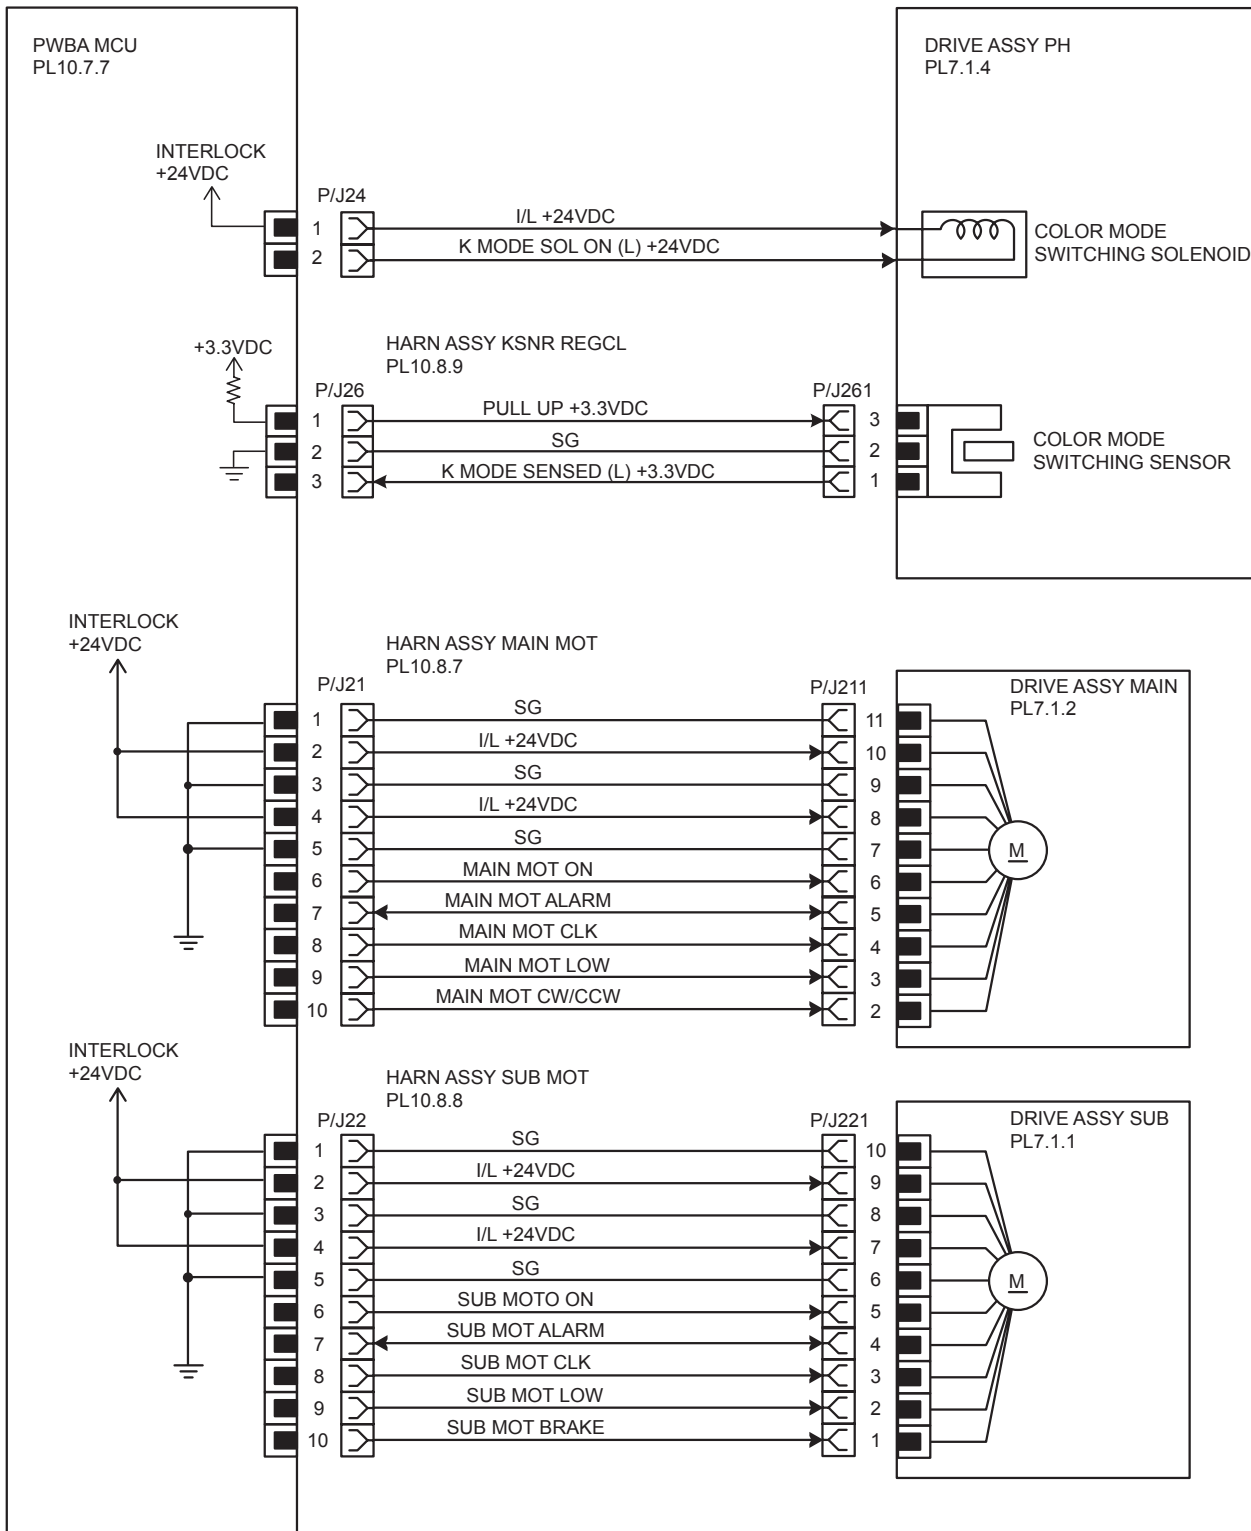 PWBA MCU
PL10.7.7
DRIVE ASSY PH
PL7.1.4
INTERLOCK
+24VDC
P/J24
1 I/L +24VDC
2 K MODE SOL ON (L) +24VDC
COLOR MODE
SWITCHING SOLENOID
+3.3VDC
HARN ASSY KSNR REGCL
PL10.8.9
P/J26 P/J261
1 PULL UP +3.3VDC 3
2 SG 2
3 K MODE SENSED (L) +3.3VDC 1
COLOR MODE
SWITCHING SENSOR
INTERLOCK
+24VDC
HARN ASSY MAIN MOT
PL10.8.7
P/J21 P/J211
DRIVE ASSY MAIN
PL7.1.2
1 SG 11
2 I/L +24VDC 10
3 SG 9
4 I/L +24VDC 8
5 SG 7
M
6 MAIN MOT ON 6
7 MAIN MOT ALARM 5
8 MAIN MOT CLK 4
9 MAIN MOT LOW 3
10 MAIN MOT CW/CCW 2
INTERLOCK
+24VDC
HARN ASSY SUB MOT
PL10.8.8
P/J22 P/J221
DRIVE ASSY SUB
PL7.1.1
1 SG 10
2 I/L +24VDC 9
3 SG 8
4 I/L +24VDC 7
5 SG 6
M
6 SUB MOTO ON 5
7 SUB MOT ALARM 4
8 SUB MOT CLK 3
9 SUB MOT LOW 2
10 SUB MOT BRAKE 1